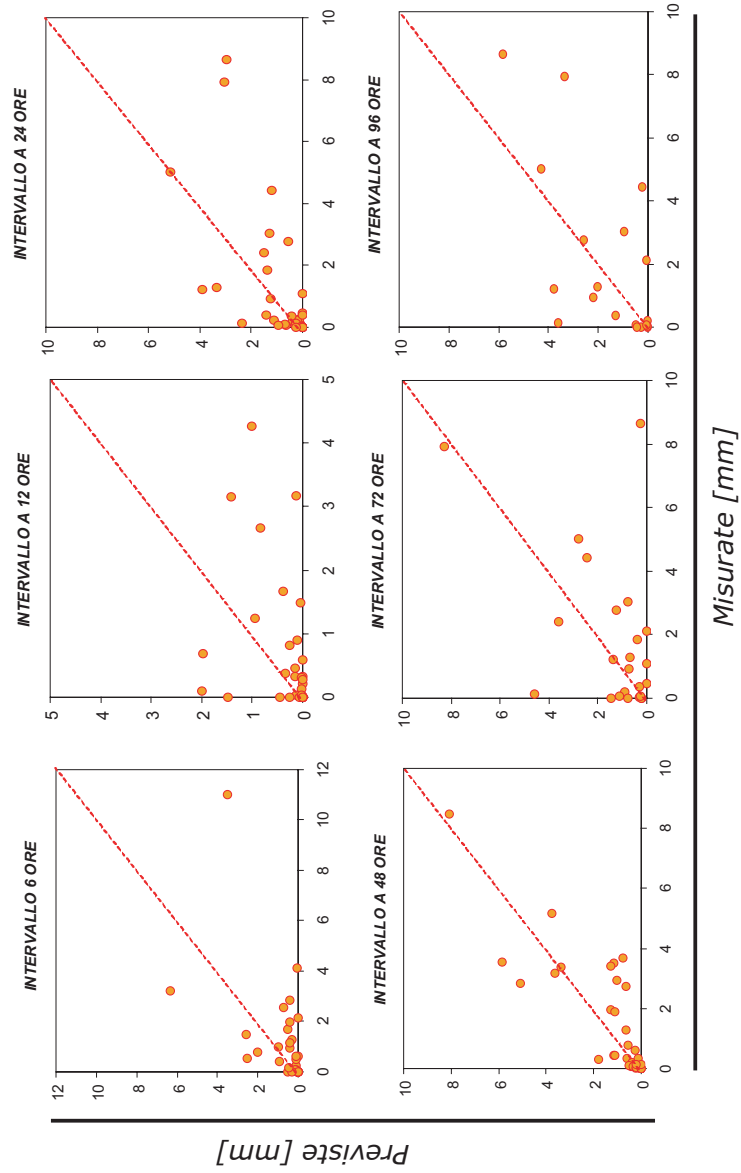 INTERVALLO 6 ORE
12
10
8
6
4
2
0
0 2 4 6 8 10 12
INTERVALLO A 12 ORE
5
4
3
2
1
0
0 1 2 3 4 5
INTERVALLO A 24 ORE
10
8
6
4
2
0
0 2 4 6 8 10
INTERVALLO A 48 ORE
10
8
6
4
2
0
0 2 4 6 8 10
INTERVALLO A 72 ORE
10
8
6
4
2
0
0 2 4 6 8 10
INTERVALLO A 96 ORE
10
8
6
4
2
0
0 2 4 6 8 10
Previste [mm]
Misurate [mm]